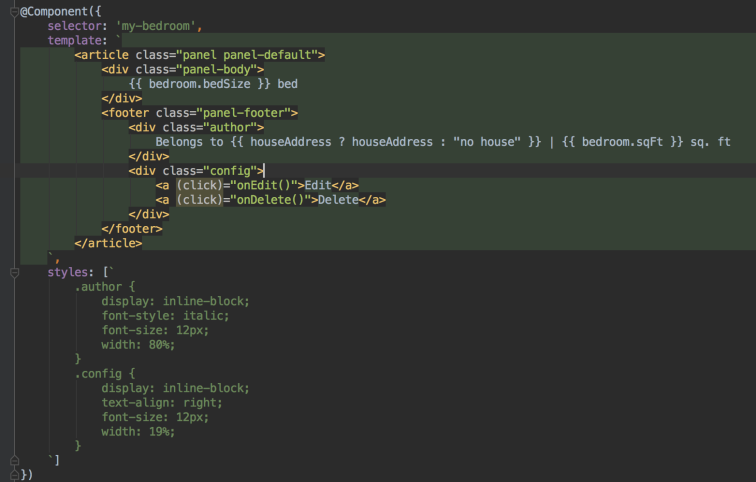 @Component({
    selector: 'my-bedroom',
    template: `
        <article class="panel panel-default">
            <div class="panel-body">
                {{ bedroom.bedSize }} bed
            </div>
            <footer class="panel-footer">
                <div class="author">
                    Belongs to {{ houseAddress ? houseAddress : "no house" }} | {{ bedroom.sqFt }} sq. ft
                </div>
                <div class="config">
                    <a (click)="onEdit()">Edit</a>
                    <a (click)="onDelete()">Delete</a>
                </div>
            </footer>
        </article>
    `,
    styles: [`
        .author {
            display: inline-block;
            font-style: italic;
            font-size: 12px;
            width: 80%;
        }
        .config {
            display: inline-block;
            text-align: right;
            font-size: 12px;
            width: 19%;
        }
    `]
})